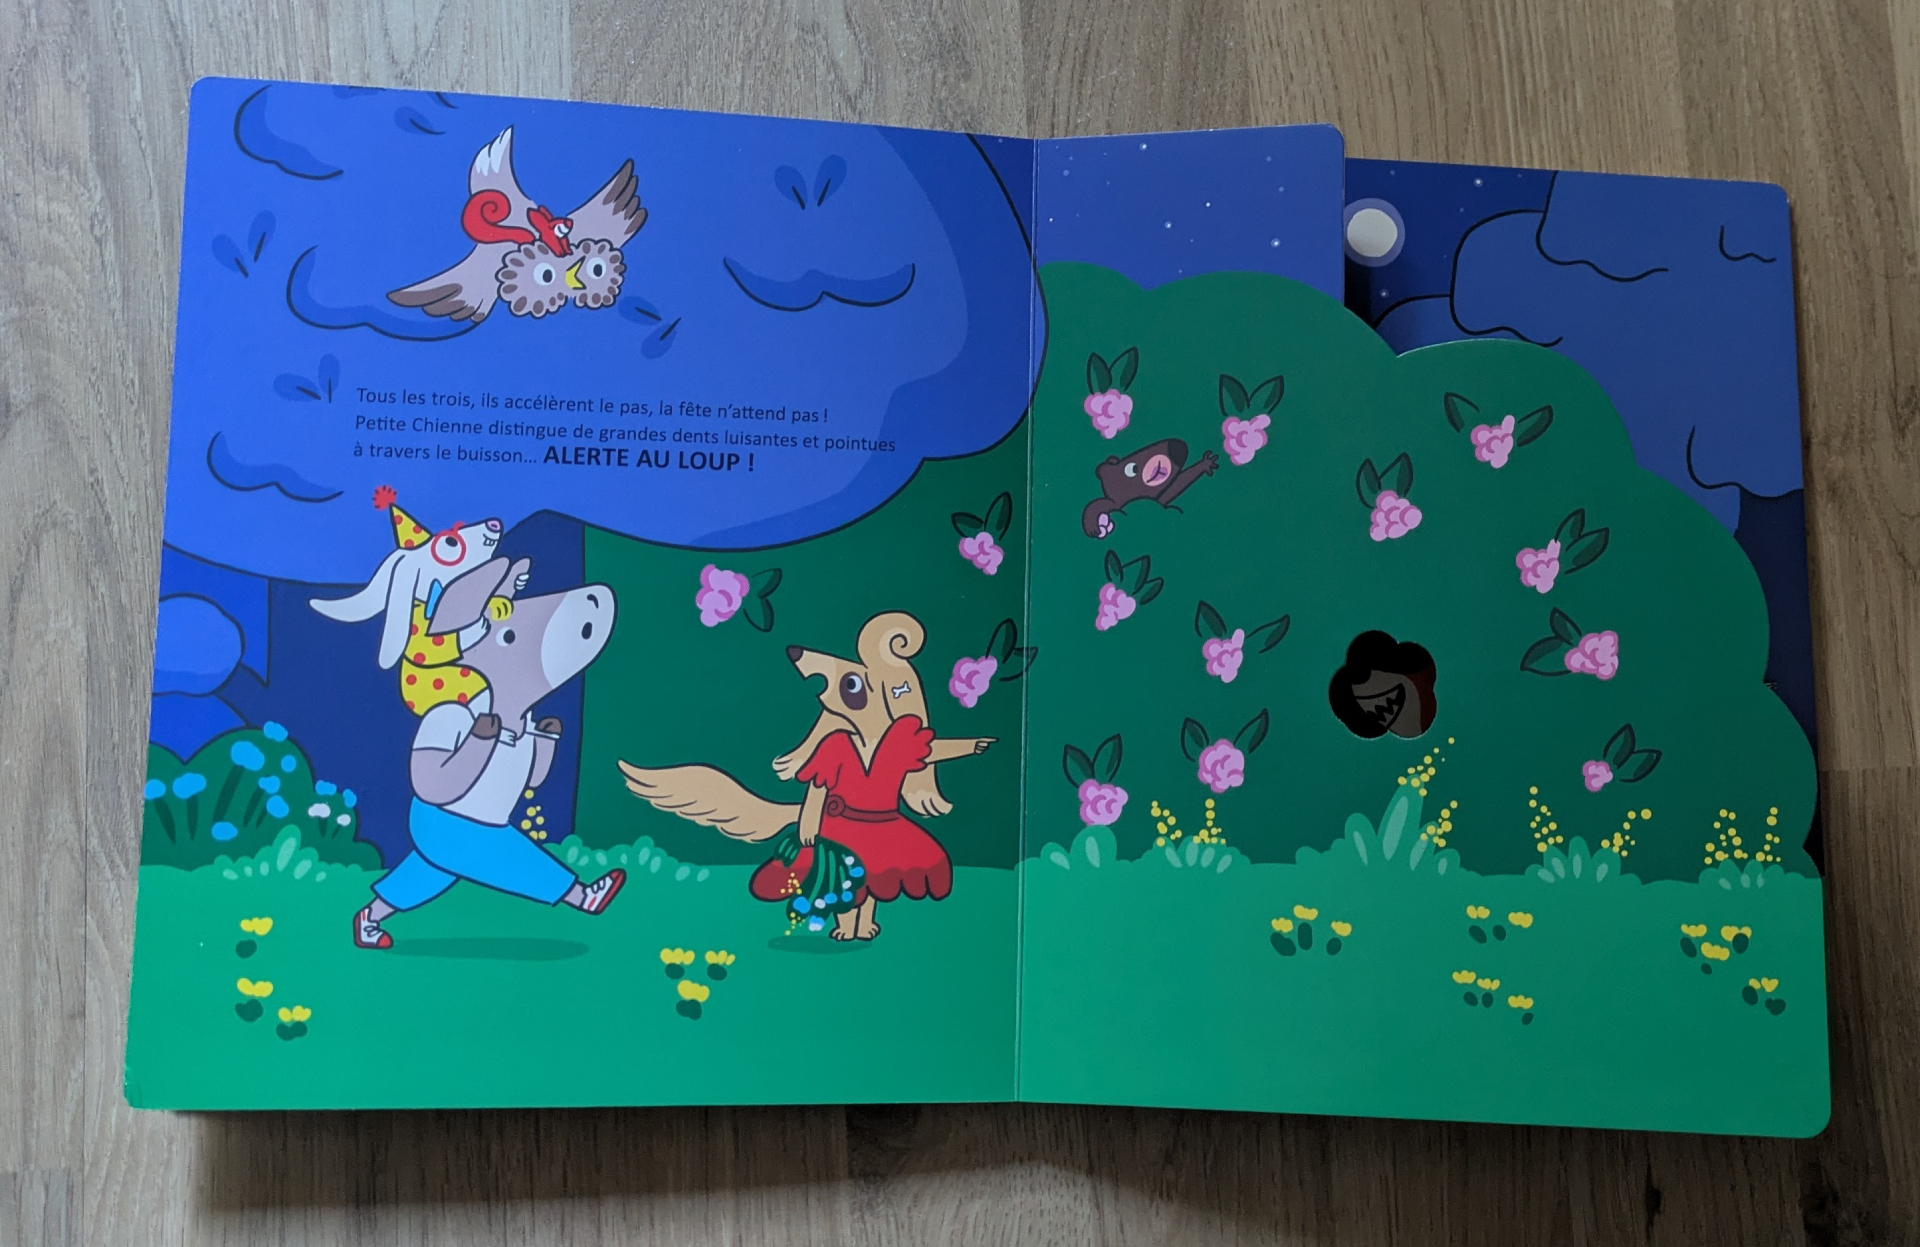 Tous les trois, ils accélèrent le pas, la fête n'attend pas !
Petite Chienne distingue de grandes dents luisantes et pointues
à travers le buisson... ALERTE AU LOUP !